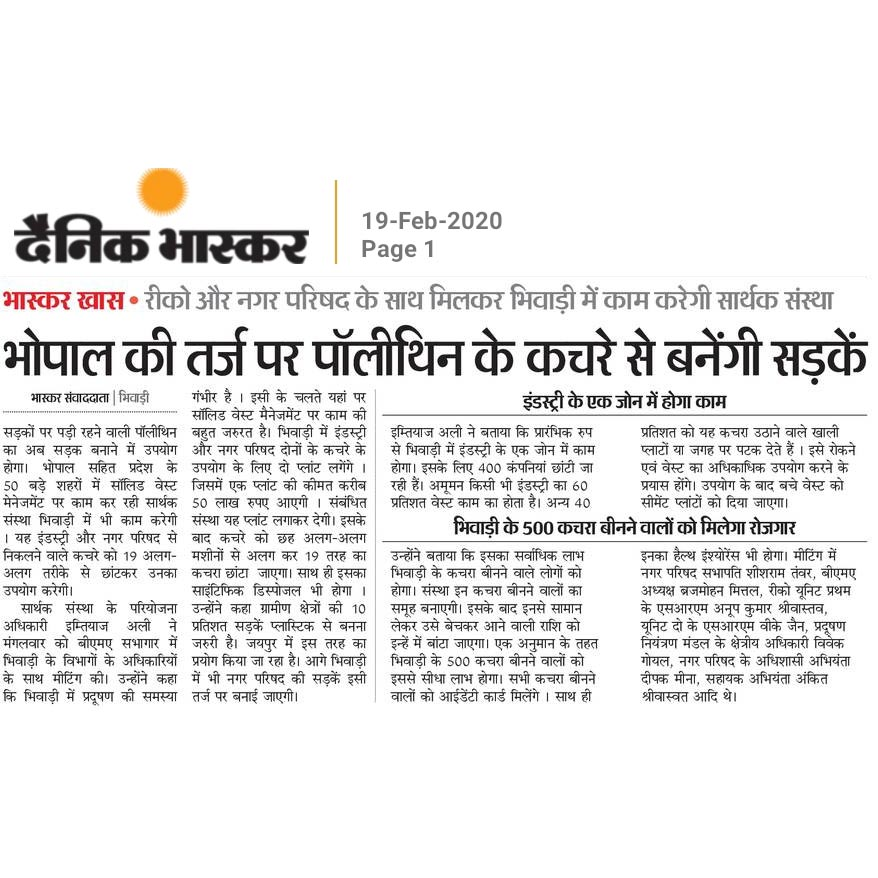 दैनिक भास्कर
19-Feb-2020
Page 1
भास्कर खास • रीको और नगर परिषद के साथ मिलकर भिवाड़ी में काम करेगी सार्थक संस्था
भोपाल की तर्ज पर पॉलीथिन के कचरे से बनेंगी सड़कें
भास्कर संवाददाता | भिवाड़ी
सड़कों पर पड़ी रहने वाली पॉलीथिन
का अब सड़क बनाने में उपयोग
होगा। भोपाल सहित प्रदेश के
50 बड़े शहरों में सॉलिड वेस्ट
मेनेजमेंट पर काम कर रही सार्थक
संस्था भिवाड़ी में भी काम करेगी
। यह इंडस्ट्री और नगर परिषद से
निकलने वाले कचरे को 19 अलग-
अलग तरीके से छांटकर उनका
उपयोग करेगी।
सार्थक संस्था के परियोजना
अधिकारी इम्तियाज अली ने
मंगलवार को बीएमए सभागार में
भिवाड़ी के विभागों के अधिकारियों
के साथ मीटिंग की। उन्होंने कहा
कि भिवाड़ी में प्रदूषण की समस्या
गंभीर है । इसी के चलते यहां पर
सॉलिड वेस्ट मैनेजमेंट पर काम की
बहुत जरुरत है। भिवाड़ी में इंडस्ट्री
और नगर परिषद दोनों के कचरे के
उपयोग के लिए दो प्लांट लगेंगे ।
जिसमें एक प्लांट की कीमत करीब
50 लाख रुपए आएगी । संबंधित
संस्था यह प्लांट लगाकर देगी। इसके
बाद कचरे को छह अलग-अलग
मशीनों से अलग कर 19 तरह का
कचरा छांटा जाएगा। साथ ही इसका
साइंटिफिक डिस्पोजल भी होगा ।
उन्होंने कहा ग्रामीण क्षेत्रों की 10
प्रतिशत सड़कें प्लास्टिक से बनना
जरुरी है। जयपुर में इस तरह का
प्रयोग किया जा रहा है। आगे भिवाड़ी
में भी नगर परिषद की सड़कें इसी
तर्ज पर बनाई जाएगी।
इंडस्ट्री के एक जोन में होगा काम
इम्तियाज अली ने बताया कि प्रारंभिक रुप
से भिवाड़ी में इंडस्ट्री के एक जोन में काम
होगा। इसके लिए 400 कंपनियां छांटी जा
रही हैं। अमूमन किसी भी इंडस्ट्री का 60
प्रतिशत वेस्ट काम का होता है। अन्य 40
प्रतिशत को यह कचरा उठाने वाले खाली
प्लाटों या जगह पर पटक देते हैं । इसे रोकने
एवं वेस्ट का अधिकाधिक उपयोग करने के
प्रयास होंगे। उपयोग के बाद बचे वेस्ट को
सीमेंट प्लांटों को दिया जाएगा।
भिवाड़ी के 500 कचरा बीनने वालों को मिलेगा रोजगार
उन्होंने बताया कि इसका सर्वाधिक लाभ
भिवाड़ी के कचरा बीनने वाले लोगों को
होगा। संस्था इन कचरा बीनने वालों का
समूह बनाएगी। इसके बाद इनसे सामान
लेकर उसे बेचकर आने वाली राशि को
इन्हें में बांटा जाएगा। एक अनुमान के तहत
भिवाड़ी के 500 कचरा बीनने वालों को
इससे सीधा लाभ होगा। सभी कचरा बीनने
वालों को आईडेंटी कार्ड मिलेंगे । साथ ही
इनका हैल्थ इंश्योरेंस भी होगा। मीटिंग में
नगर परिषद सभापति शीशराम तंवर, बीएमए
अध्यक्ष ब्रजमोहन मित्तल, रीको यूनिट प्रथम
के एसआरएम अनूप कुमार श्रीवास्तव,
यूनिट दो के एसआरएम वीके जैन, प्रदूषण
नियंत्रण मंडल के क्षेत्रीय अधिकारी विवेक
गोयल, नगर परिषद के अधिशासी अभियंता
दीपक मीना, सहायक अभियंता अंकित
श्रीवास्वत आदि थे।